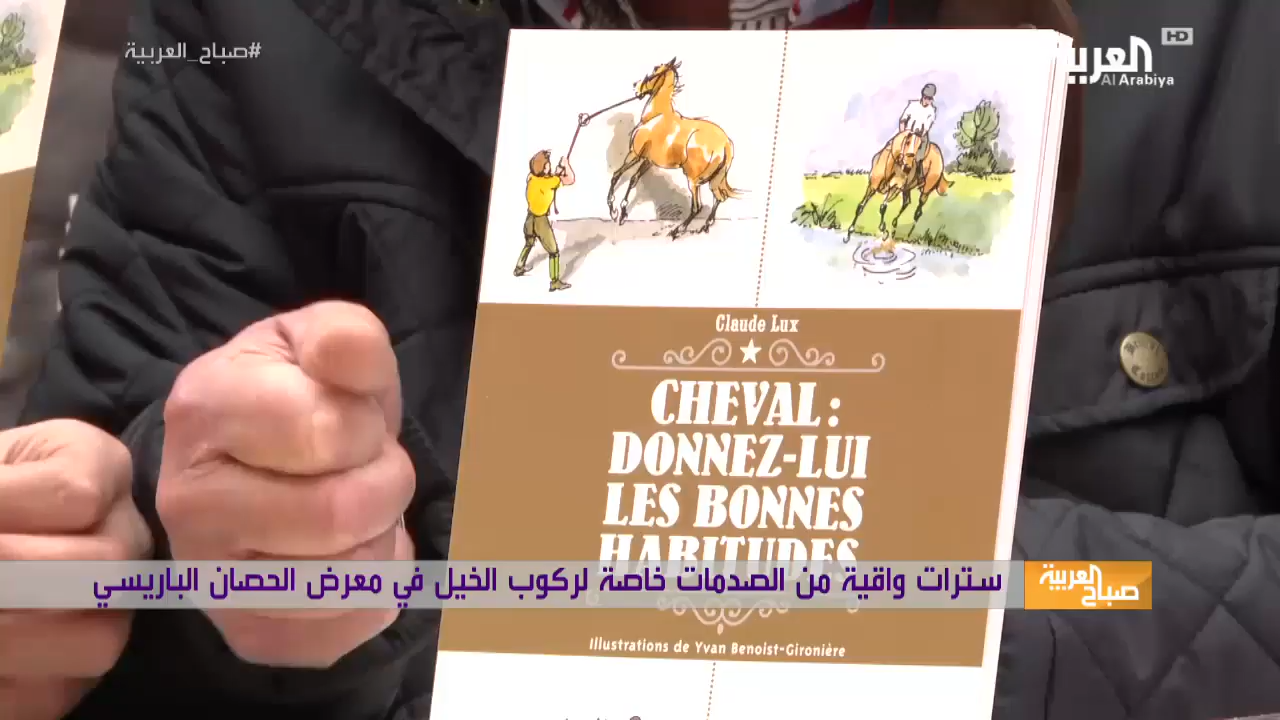 #صباح_العربية
العربية
HD
Al Arabiya
Claude Lux
CHEVAL :
DONNEZ-LUI
LES BONNES
HABITUDES
سترات واقية من الصدمات خاصة لركوب الخيل في معرض الحصان الباريسي
صباح العربية
Illustrations de Yvan Benoist-Gironière